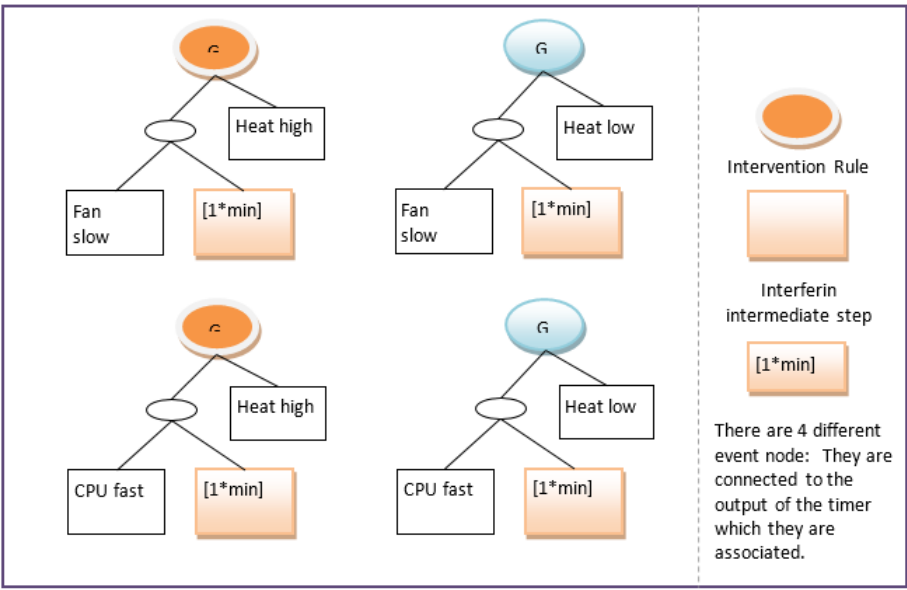 G
Heat high
Fan
slow
[1*min]
G
Heat low
Fan
slow
[1*min]
G
Heat high
CPU fast
[1*min]
G
Heat low
CPU fast
[1*min]
Intervention Rule
Interferin
intermediate step
[1*min]
There are 4 different
event node: They are
connected to the
output of the timer
which they are
associated.